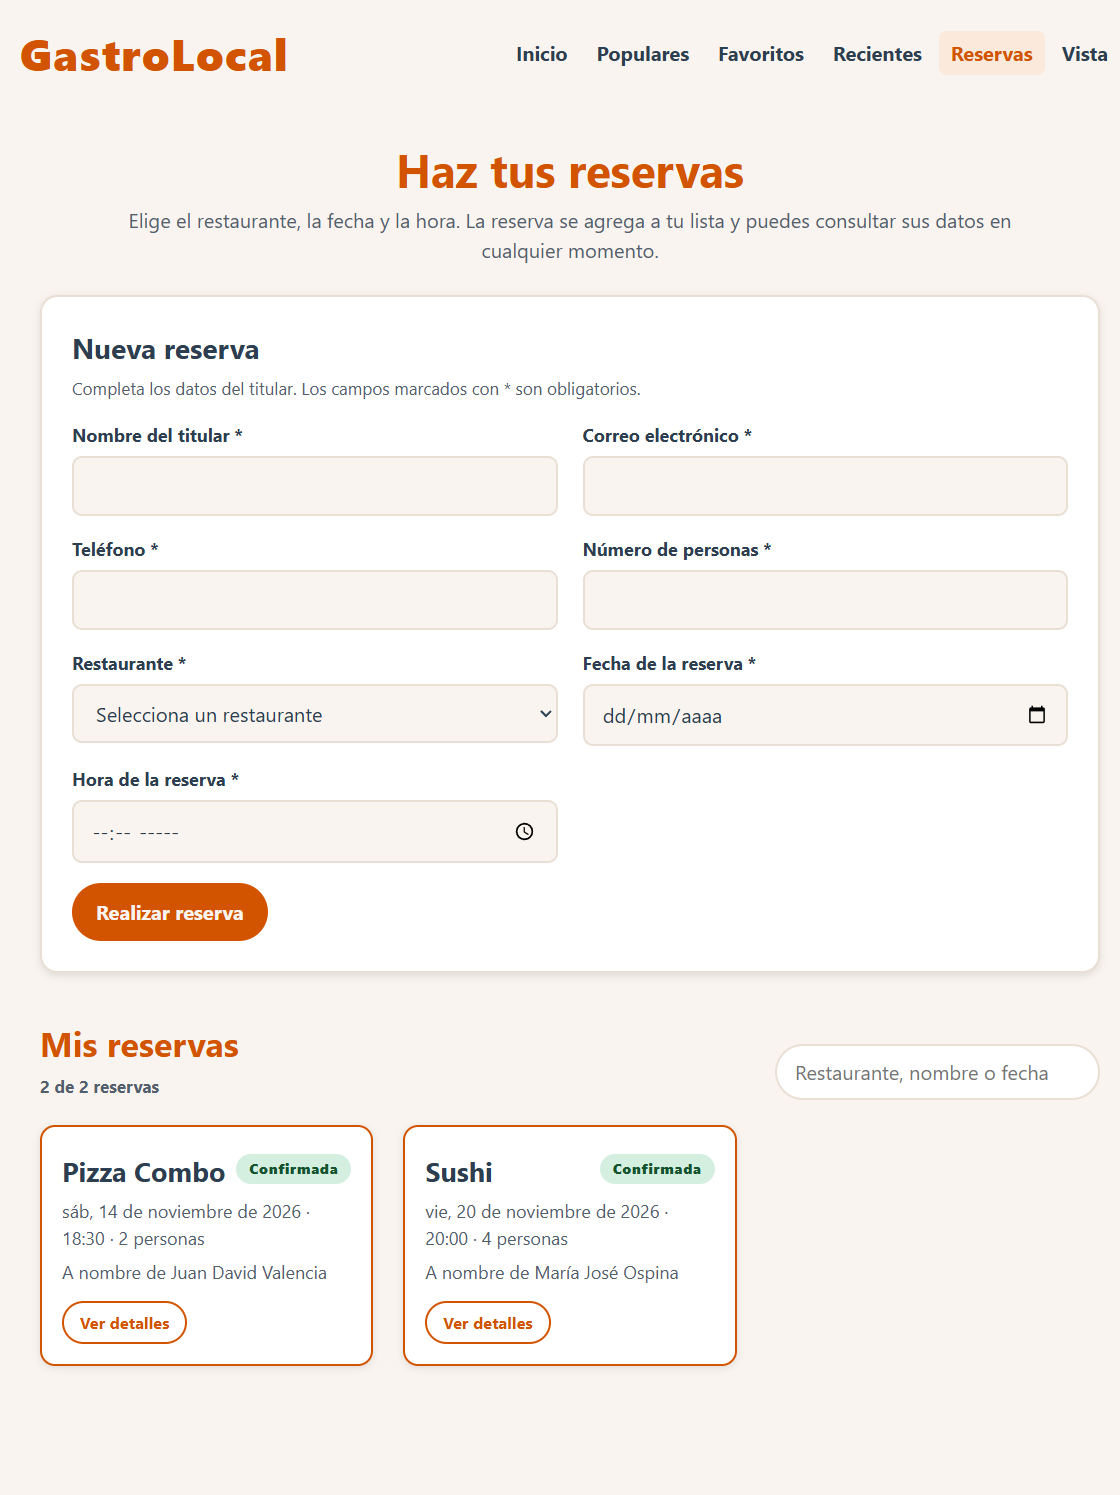 GastroLocal
Inicio Populares Favoritos Recientes Reservas Vista
Haz tus reservas
Elige el restaurante, la fecha y la hora. La reserva se agrega a tu lista y puedes consultar sus datos en
cualquier momento.
Nueva reserva
Completa los datos del titular. Los campos marcados con * son obligatorios.
Nombre del titular *
Correo electrónico *
Teléfono *
Número de personas *
Restaurante *
Fecha de la reserva *
Selecciona un restaurante
dd/mm/aaaa
Hora de la reserva *
--:-- -----
Realizar reserva
Mis reservas
2 de 2 reservas
Restaurante, nombre o fecha
Pizza Combo
Confirmada
sáb, 14 de noviembre de 2026 ·
18:30 · 2 personas
A nombre de Juan David Valencia
Ver detalles
Sushi
Confirmada
vie, 20 de noviembre de 2026 ·
20:00 · 4 personas
A nombre de María José Ospina
Ver detalles